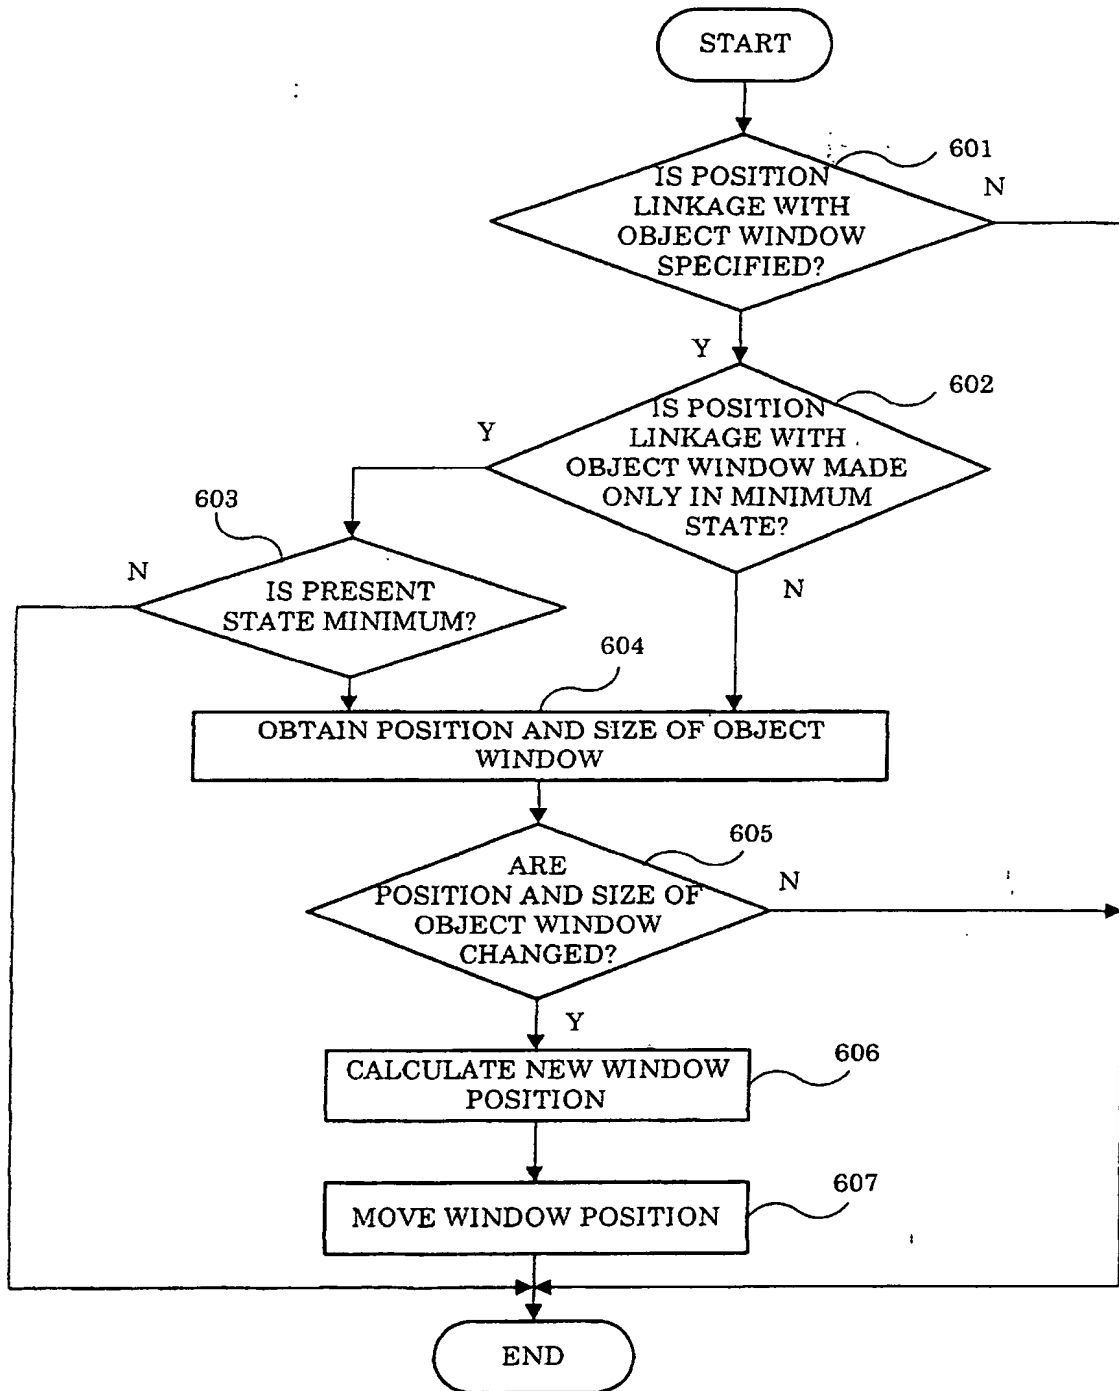 START
601
IS POSITION
LINKAGE WITH
OBJECT WINDOW
SPECIFIED?
N
Y
602
IS POSITION
LINKAGE WITH
OBJECT WINDOW MADE
ONLY IN MINIMUM
STATE?
Y
N
603
IS PRESENT
STATE MINIMUM?
N
604
OBTAIN POSITION AND SIZE OF OBJECT
WINDOW
605
ARE
POSITION AND SIZE OF
OBJECT WINDOW
CHANGED?
N
Y
606
CALCULATE NEW WINDOW
POSITION
607
MOVE WINDOW POSITION
END